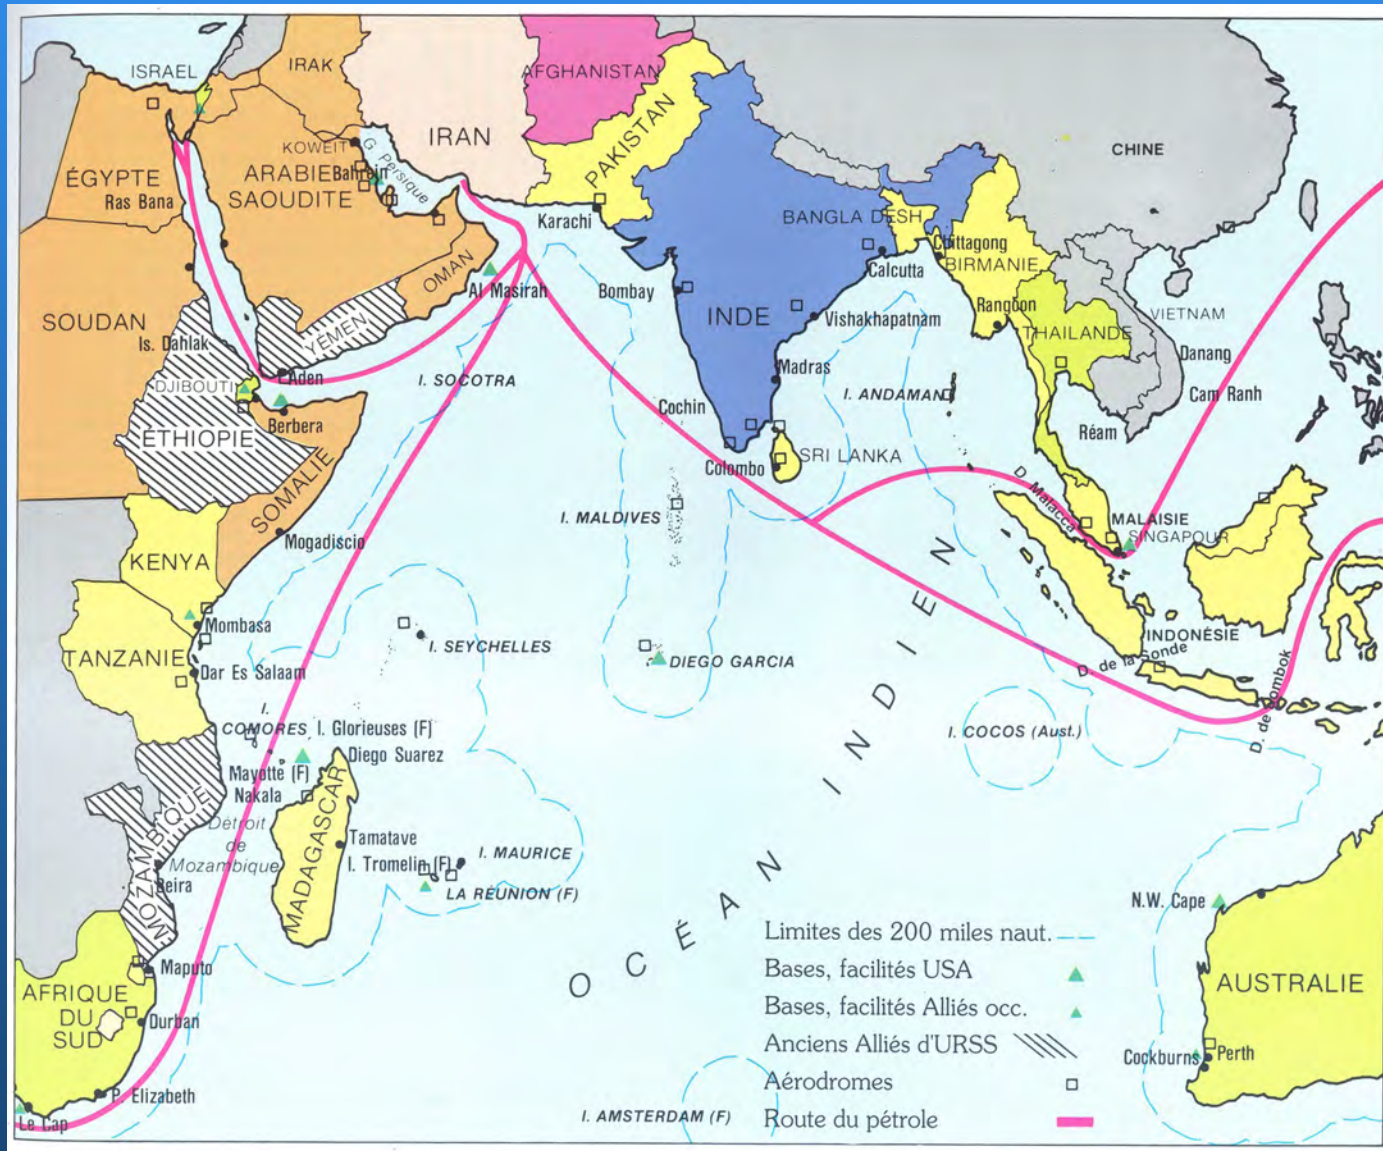 ISRAEL
IRAK
AFGHANISTAN
IRAN
PAKISTAN
CHINE
KOWEIT
G. Persique
ÉGYPTE
Ras Bana
ARABIE
SAOUDITE
Bahrein
Karachi
BANGLA DESH
Chittagong
BIRMANIE
Calcutta
OMAN
Al Masirah
Bombay
INDE
Vishakhapatnam
Rangoon
THAILANDE
VIETNAM
Danang
SOUDAN
Is. Dahlak
YÉMEN
DJIBOUTI
Aden
I. SOCOTRA
Madras
I. ANDAMAN
Cam Ranh
Berbera
ÉTHIOPIE
Cochin
Réam
Colombo
SRI LANKA
SOMALIE
Mogadiscio
I. MALDIVES
D. Malacca
MALAISIE
SINGAPOUR
KENYA
Mombasa
TANZANIE
Dar Es Salaam
I. SEYCHELLES
DIEGO GARCIA
INDONÉSIE
D. de la Sonde
D. de Lombok
I.
COMORES
I. Glorieuses (F)
Diego Suarez
Mayotte (F)
Nakala
I. COCOS (Aust.)
OCÉAN INDIEN
MOZAMBIQUE
Détroit
de
Mozambique
MADAGASCAR
Tamatave
I. Tromelin (F)
I. MAURICE
LA RÉUNION (F)
Beira
N.W. Cape
Maputo
AFRIQUE
DU
SUD
Durban
P. Elizabeth
Le Cap
AUSTRALIE
Cockburns
Perth
I. AMSTERDAM (F)
Limites des 200 miles naut.
Bases, facilités USA
Bases, facilités Alliés occ.
Anciens Alliés d'URSS
Aérodromes
Route du pétrole